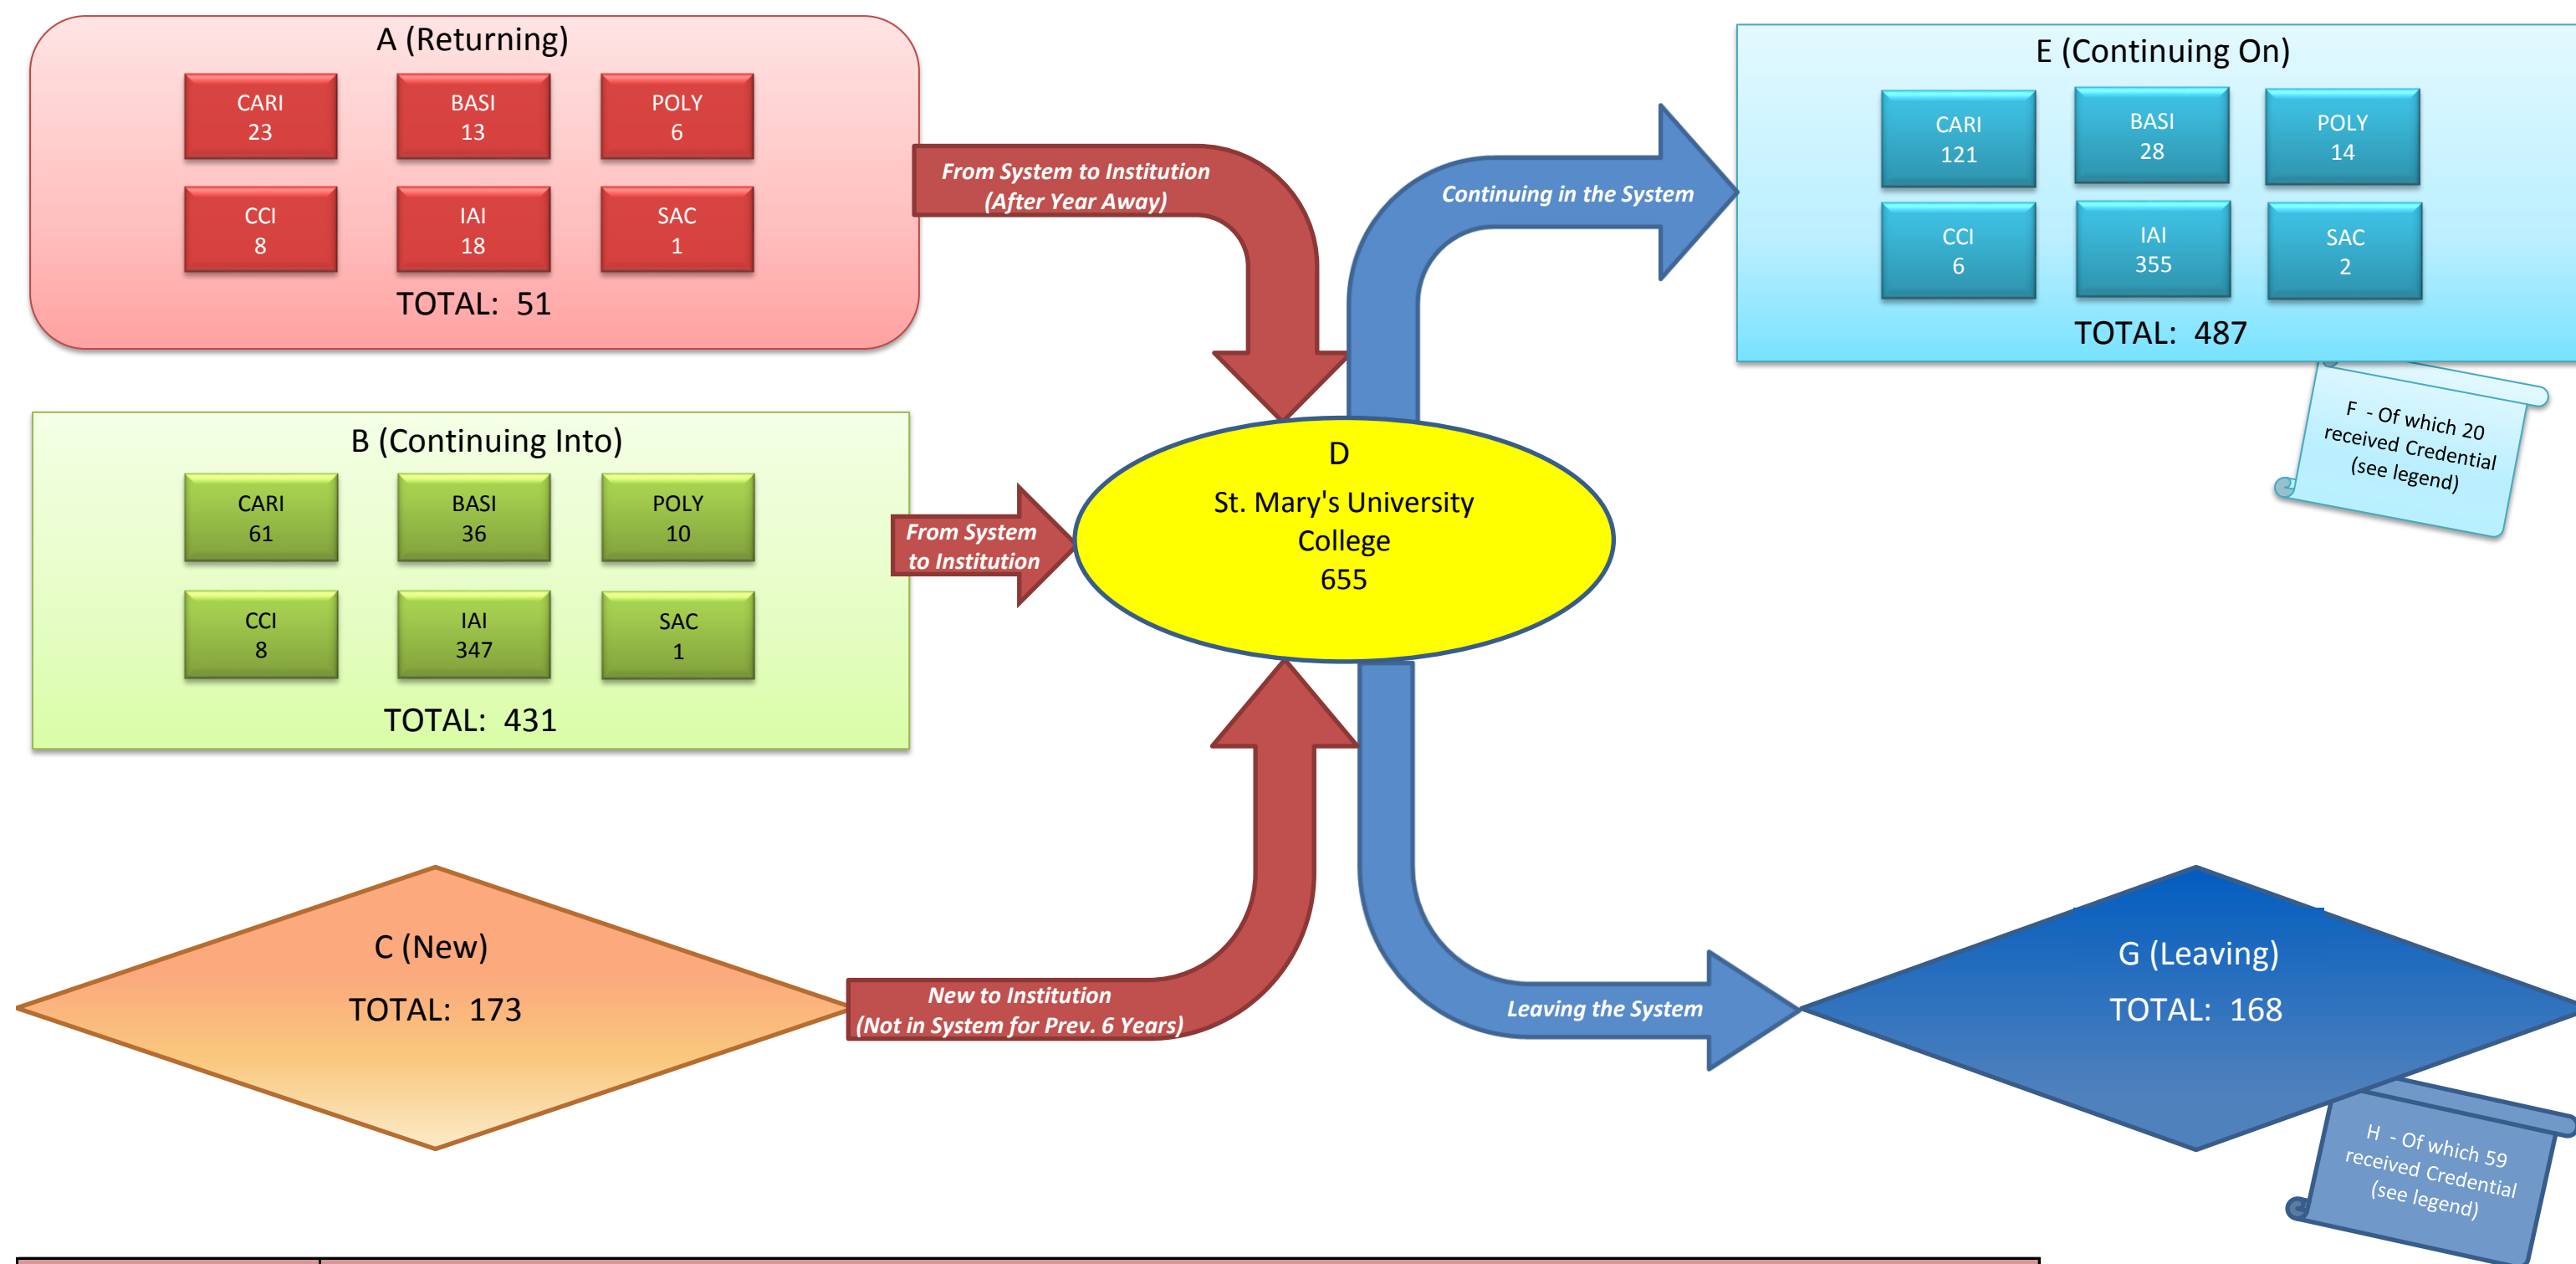 A (Returning)
CARI
23
BASI
13
POLY
6
CCI
8
IAI
18
SAC
1
TOTAL:  51
From System to Institution
(After Year Away)
Continuing in the System
E (Continuing On)
CARI
121
BASI
28
POLY
14
CCI
6
IAI
355
SAC
2
TOTAL:  487
F  - Of which 20
received Credential
(see legend)
B (Continuing Into)
CARI
61
BASI
36
POLY
10
CCI
8
IAI
347
SAC
1
TOTAL:  431
From System
to Institution
D
St. Mary's University
College
655
C (New)
TOTAL:  173
New to Institution
(Not in System for Prev. 6 Years)
Leaving the System
G (Leaving)
TOTAL:  168
H  - Of which 59
received Credential
(see legend)